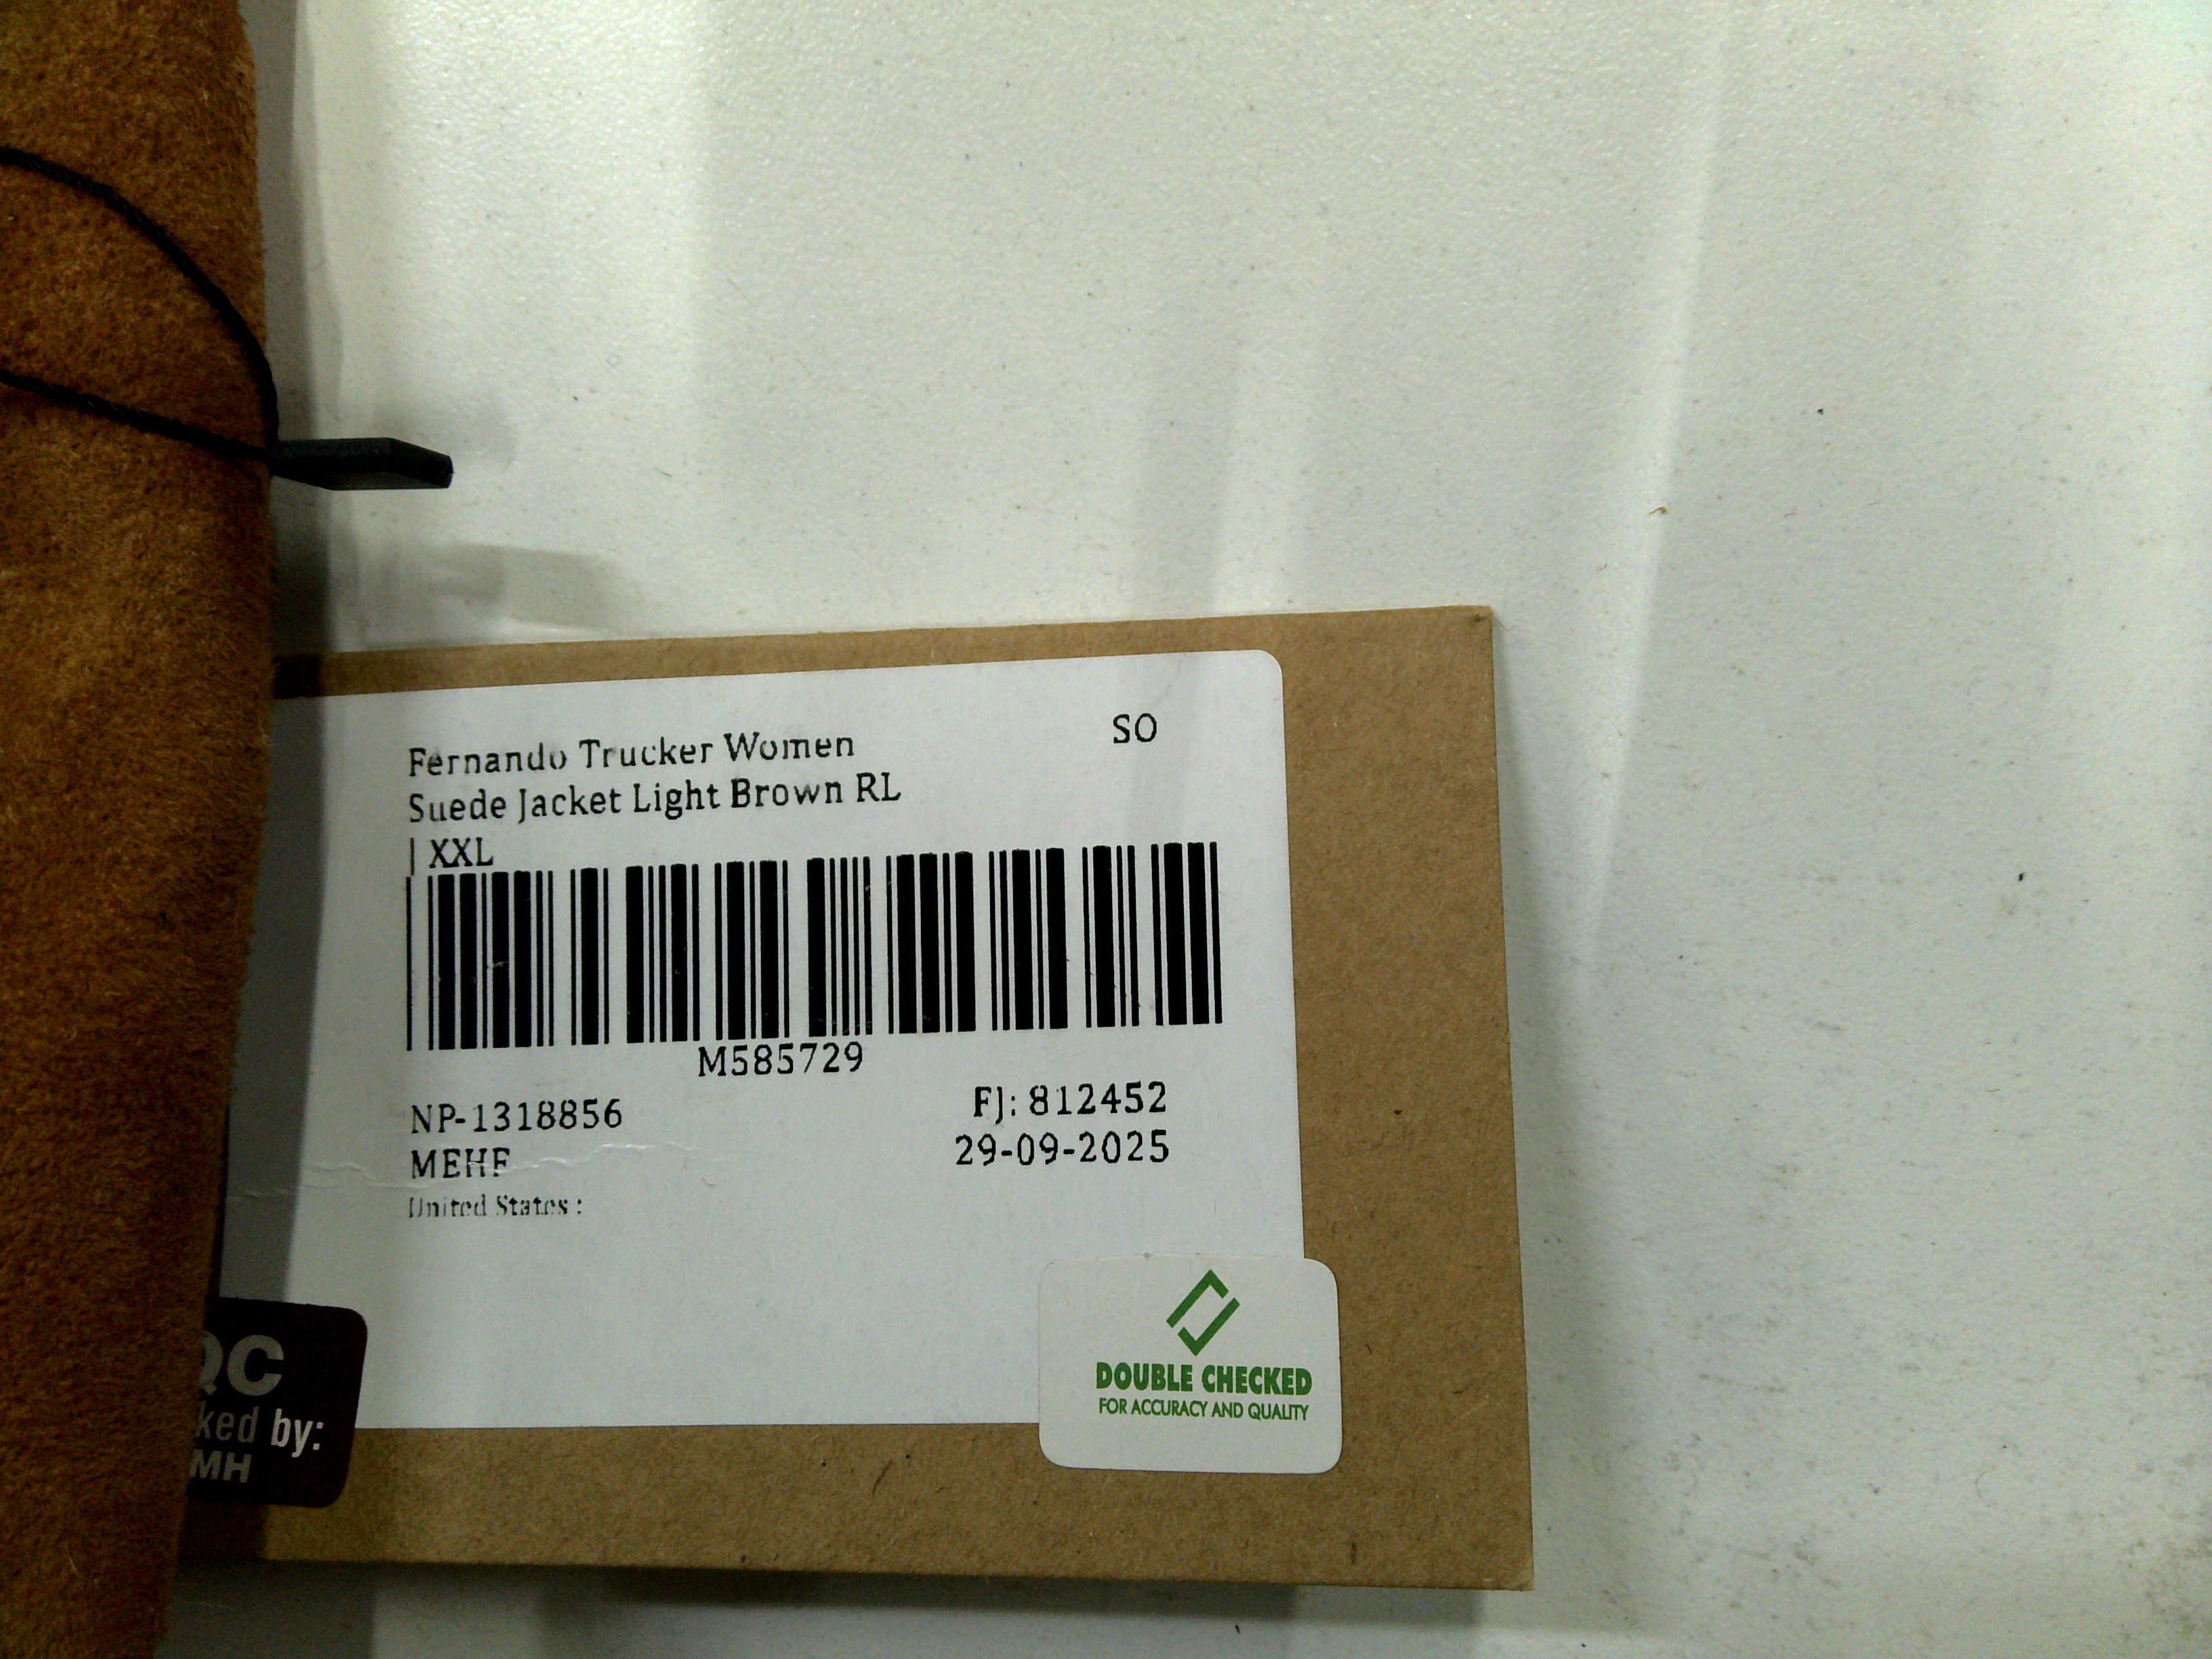 Fernando Trucker Women
SO
Suede Jacket Light Brown RL
| XXL
M585729
NP-1318856
FJ: 812452
MEHF
29-09-2025
United States :
QC
ked by:
MH
DOUBLE CHECKED
FOR ACCURACY AND QUALITY